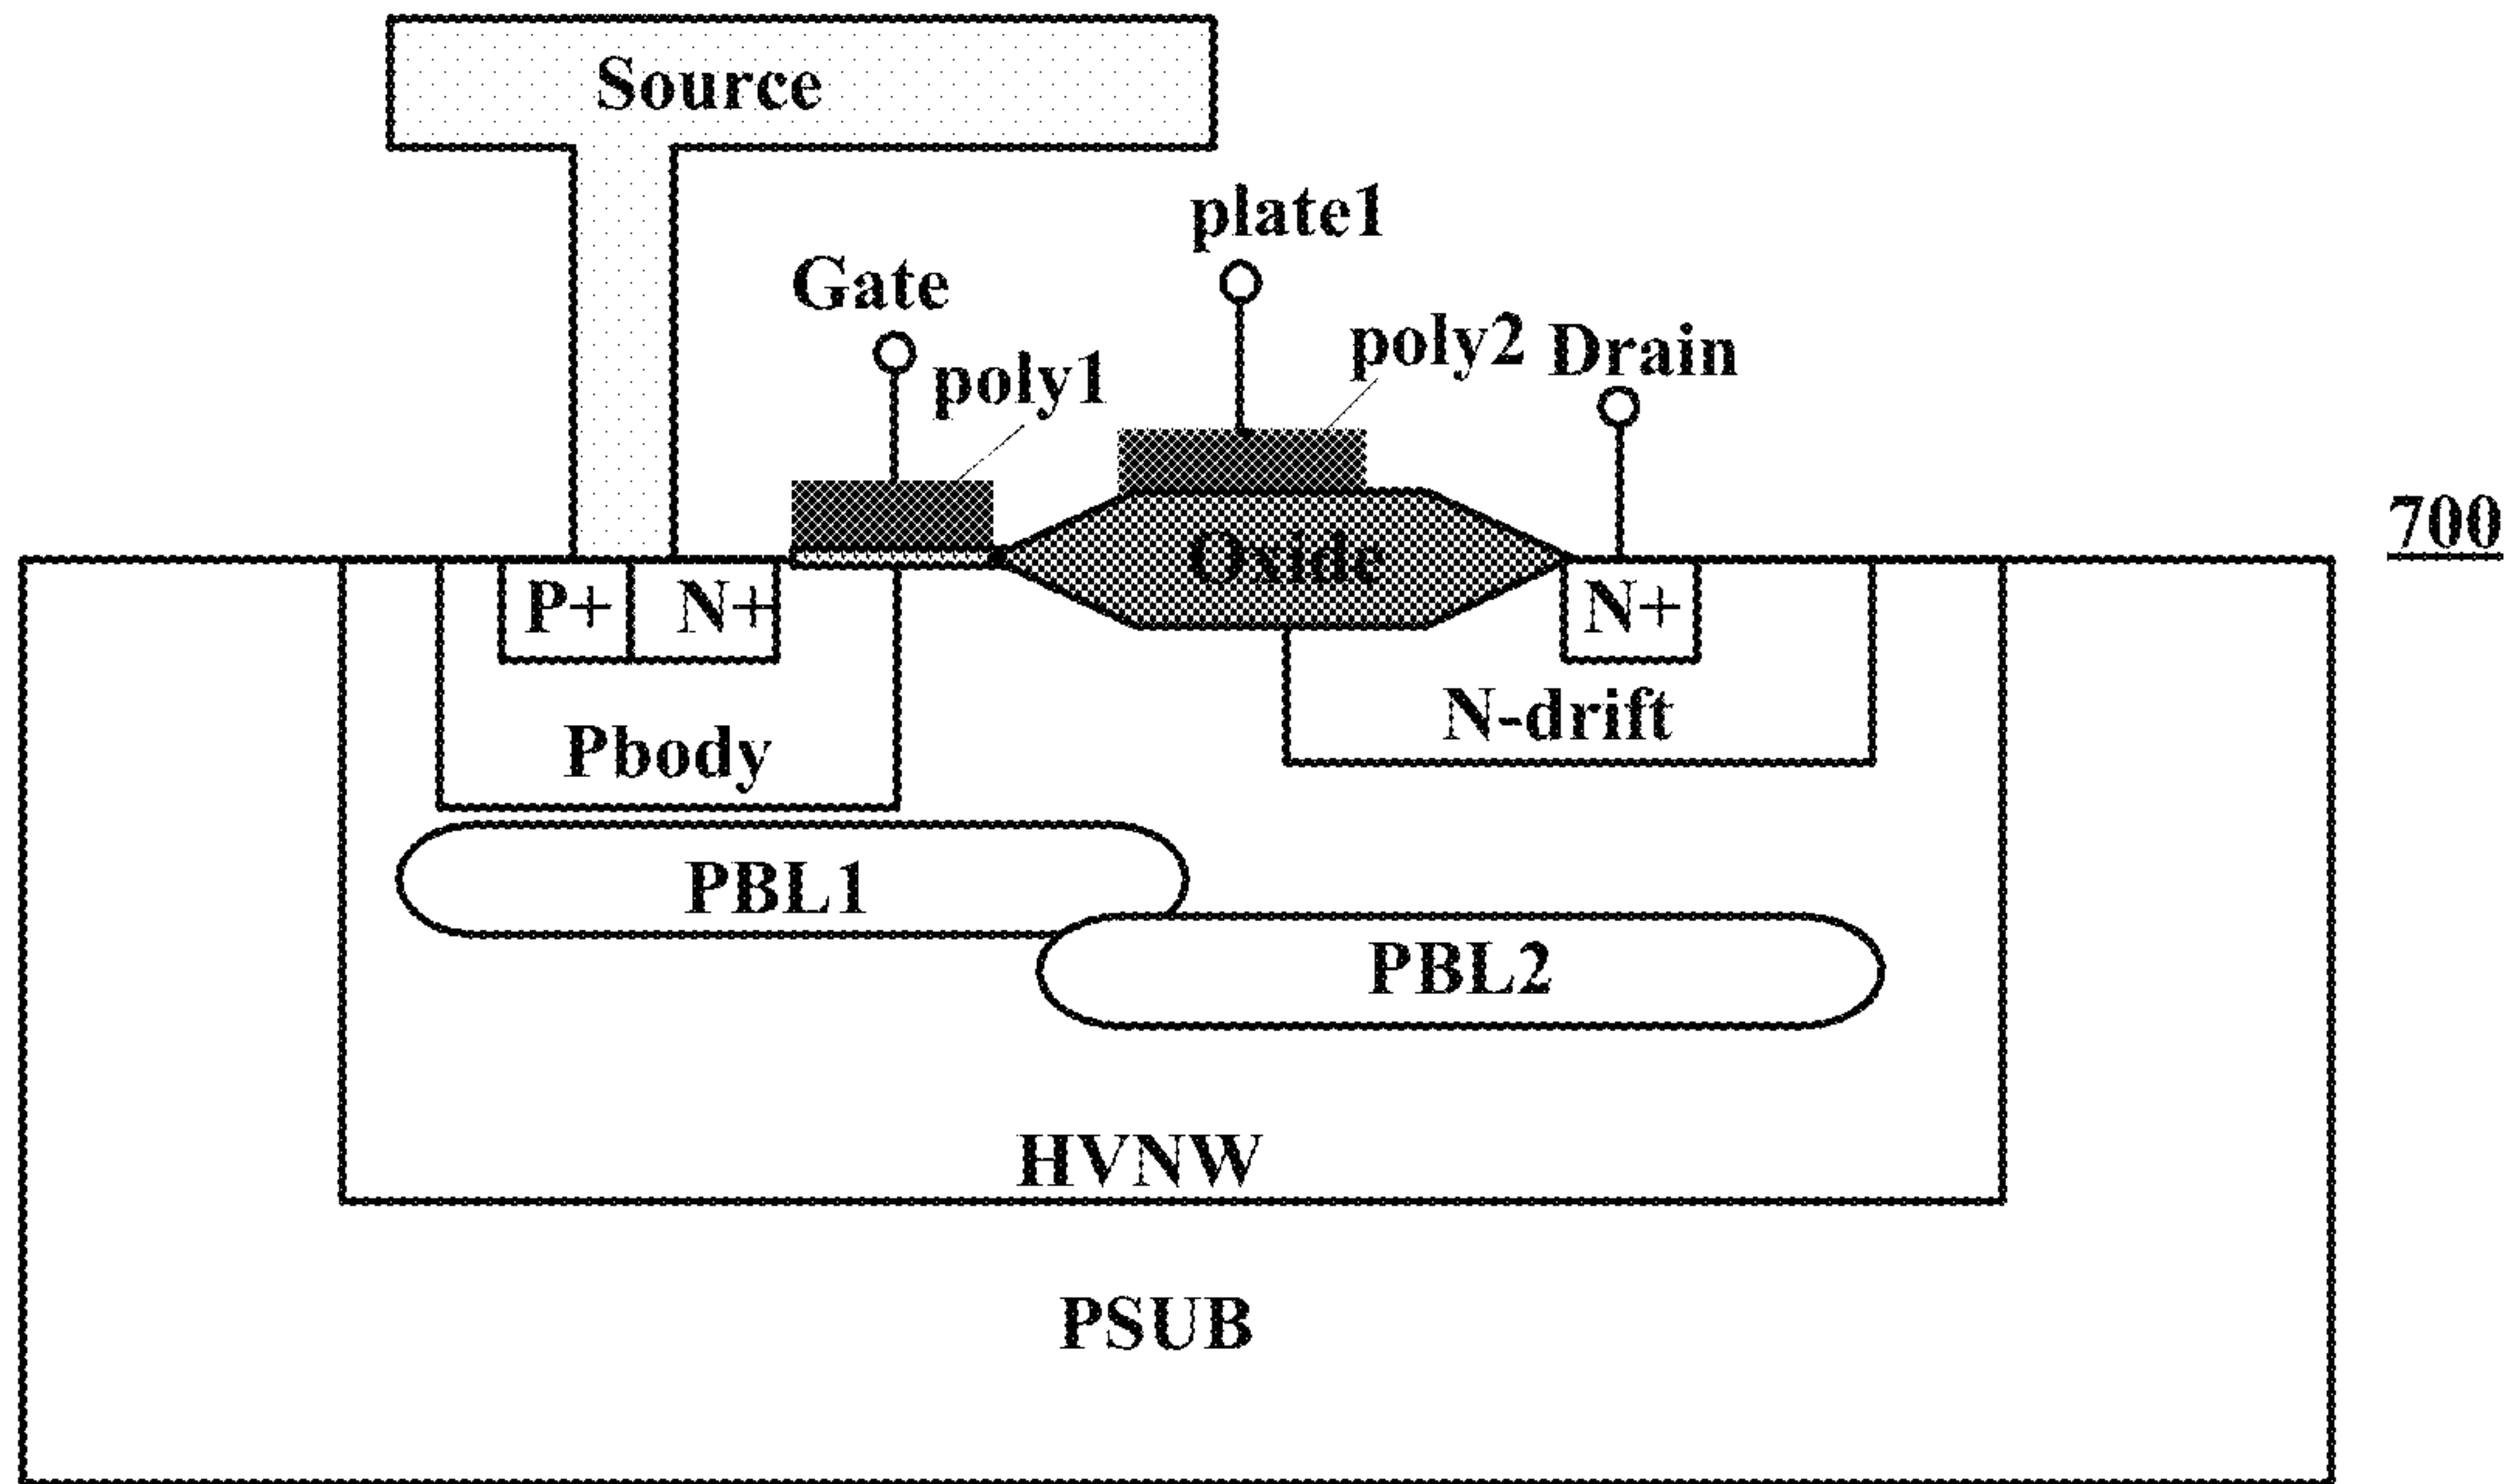 Source
plate1
Gate
poly2
Drain
poly1
700
Oxide
P+
N+
N+
N-drift
Pbody
PBL1
PBL2
HVNW
PSUB